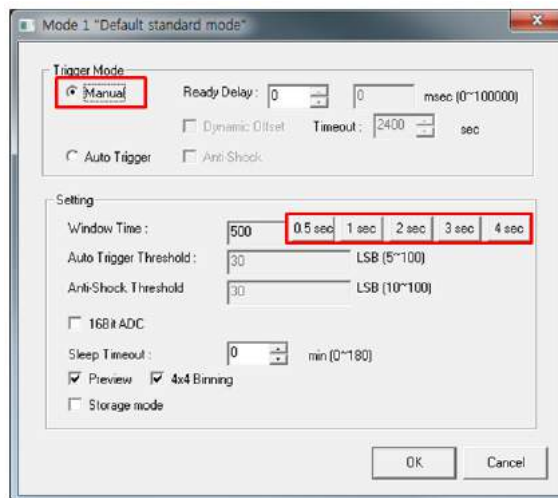 Mode 1 "Default standard mode"
Trigger Mode
Manual Ready Delay : 0 0 msec (0~100000)
Dynamic Offset Timeout : 2400 sec
Auto Trigger Anti Shock
Setting
Window Time : 500 0.5 sec 1 sec 2 sec 3 sec 4 sec
Auto Trigger Threshold : 30 LSB (5~100)
Anti-Shock Threshold 30 LSB (10~100)
16Bit ADC
Sleep Timeout : 0 min (0~180)
Preview 4x4 Binning
Storage mode
OK Cancel